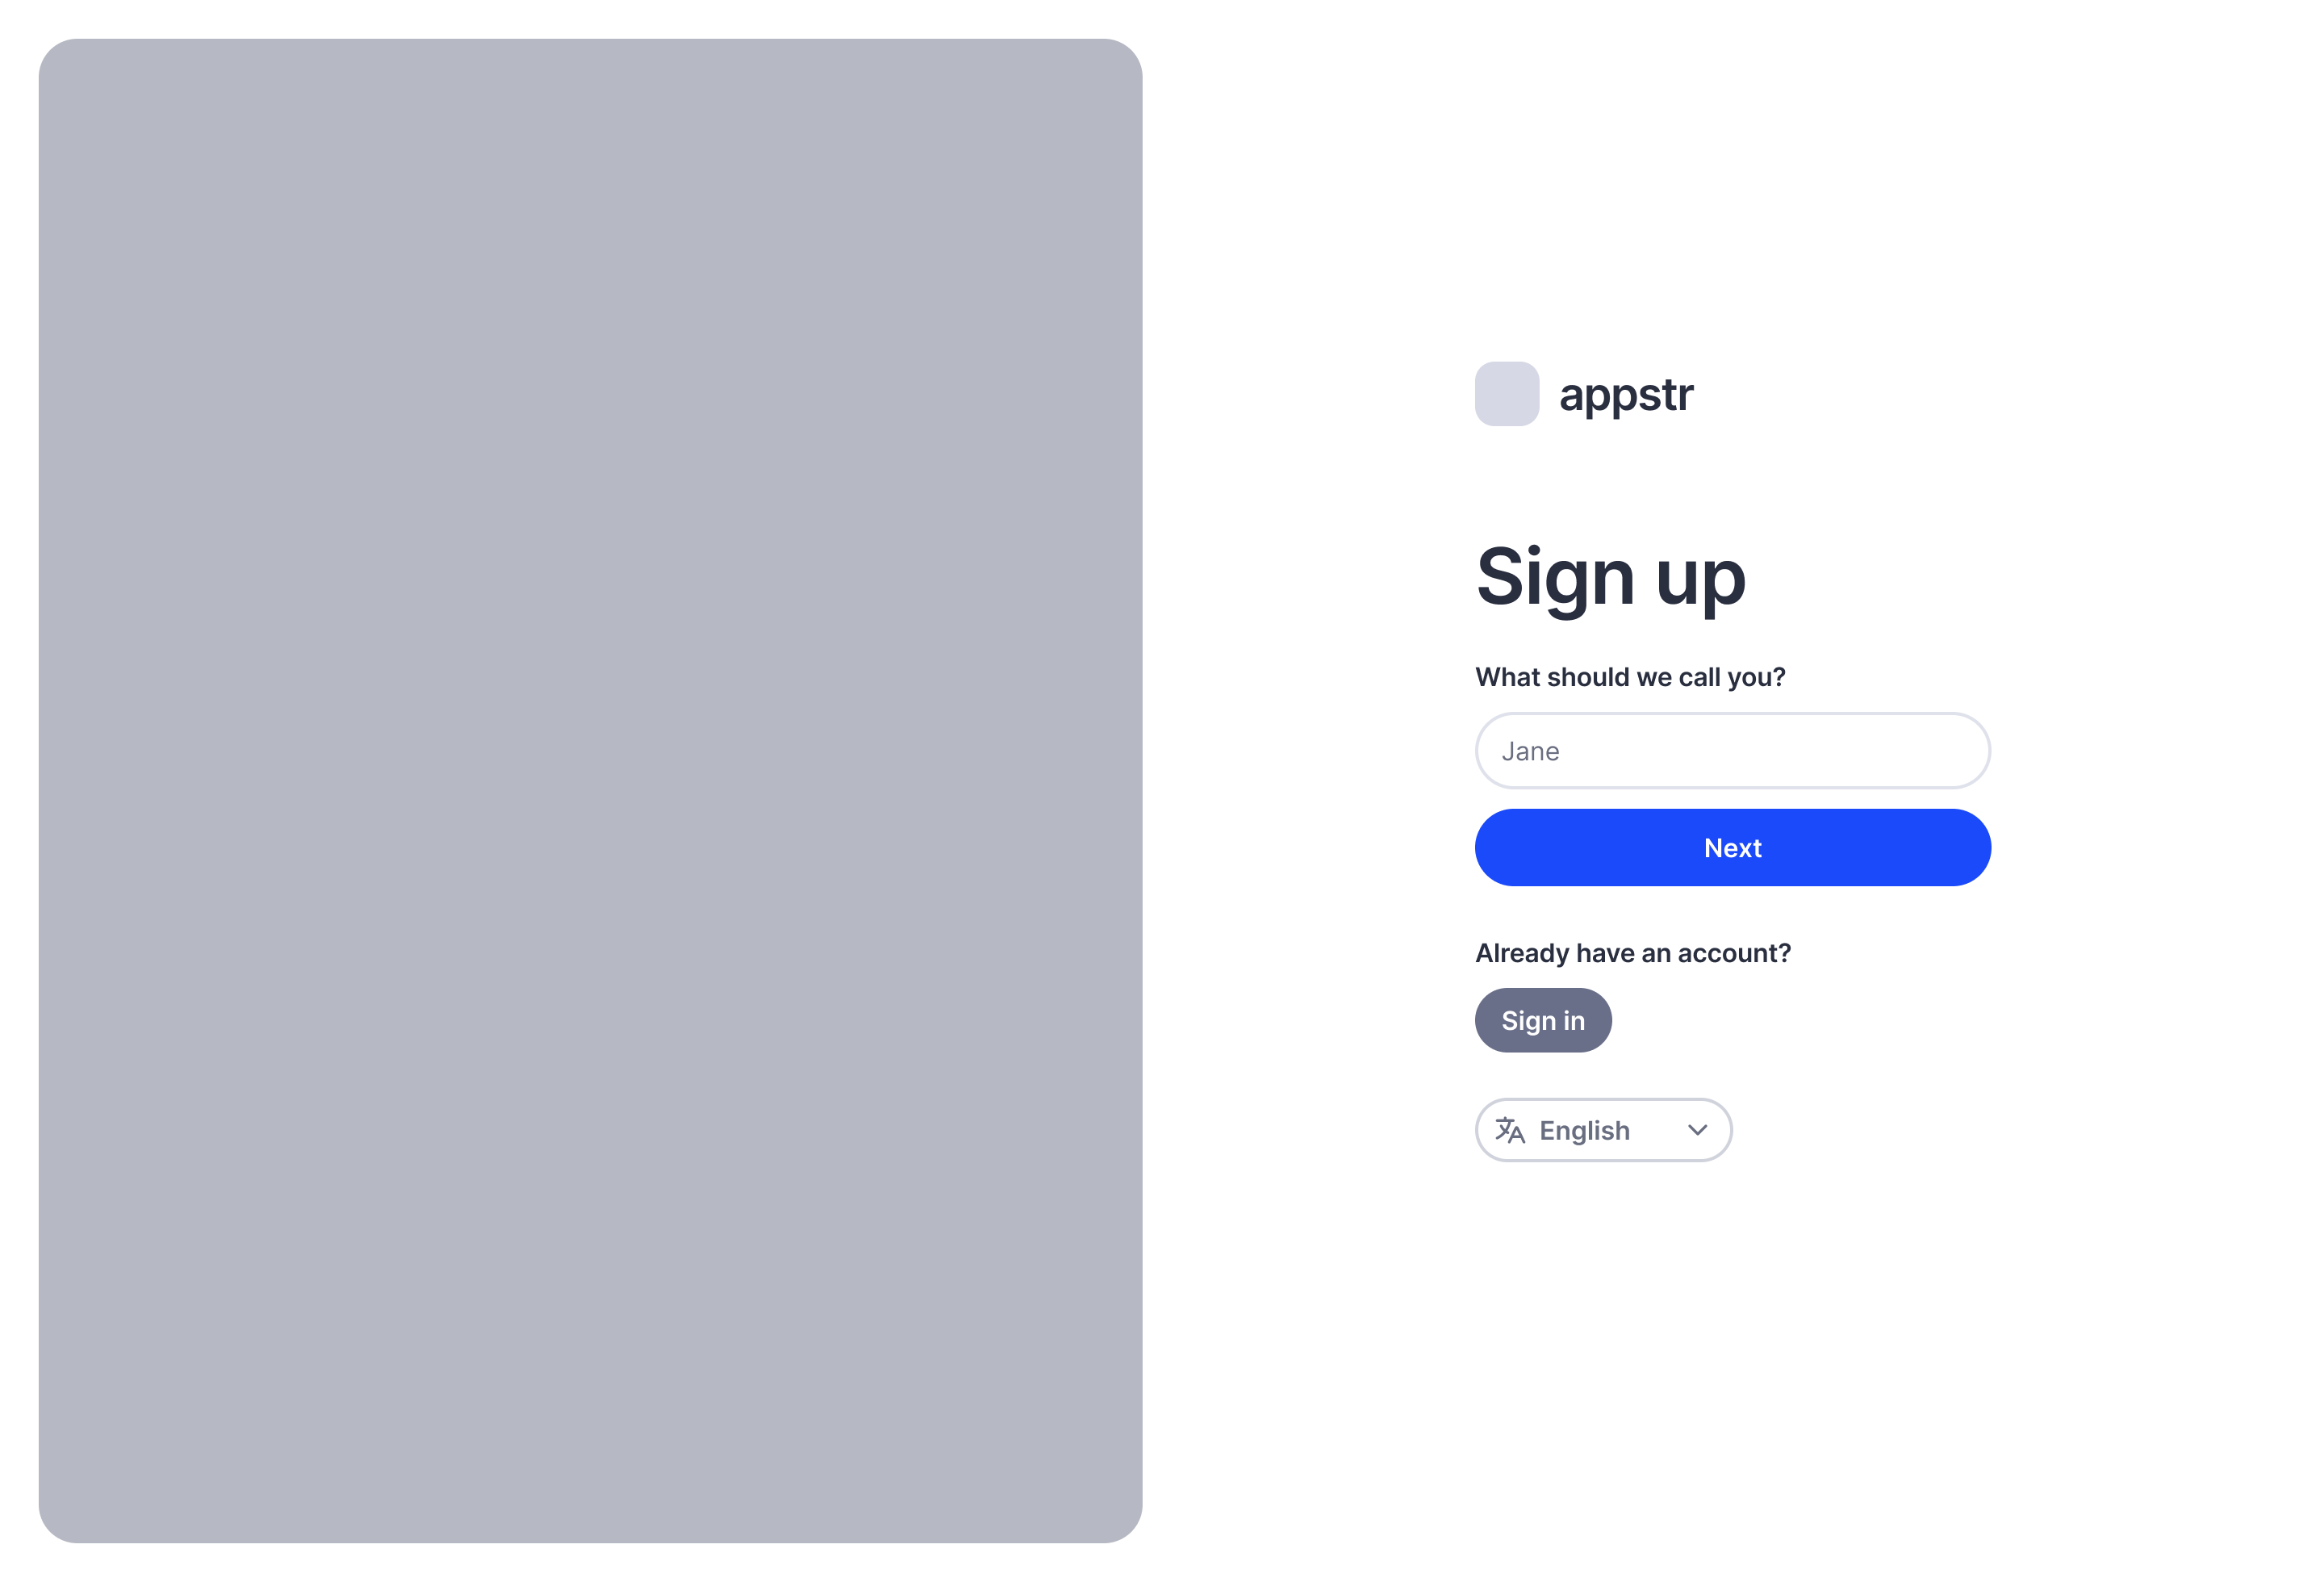 appstr
Sign up
What should we call you?
Jane
Next
Already have an account?
Sign in
English